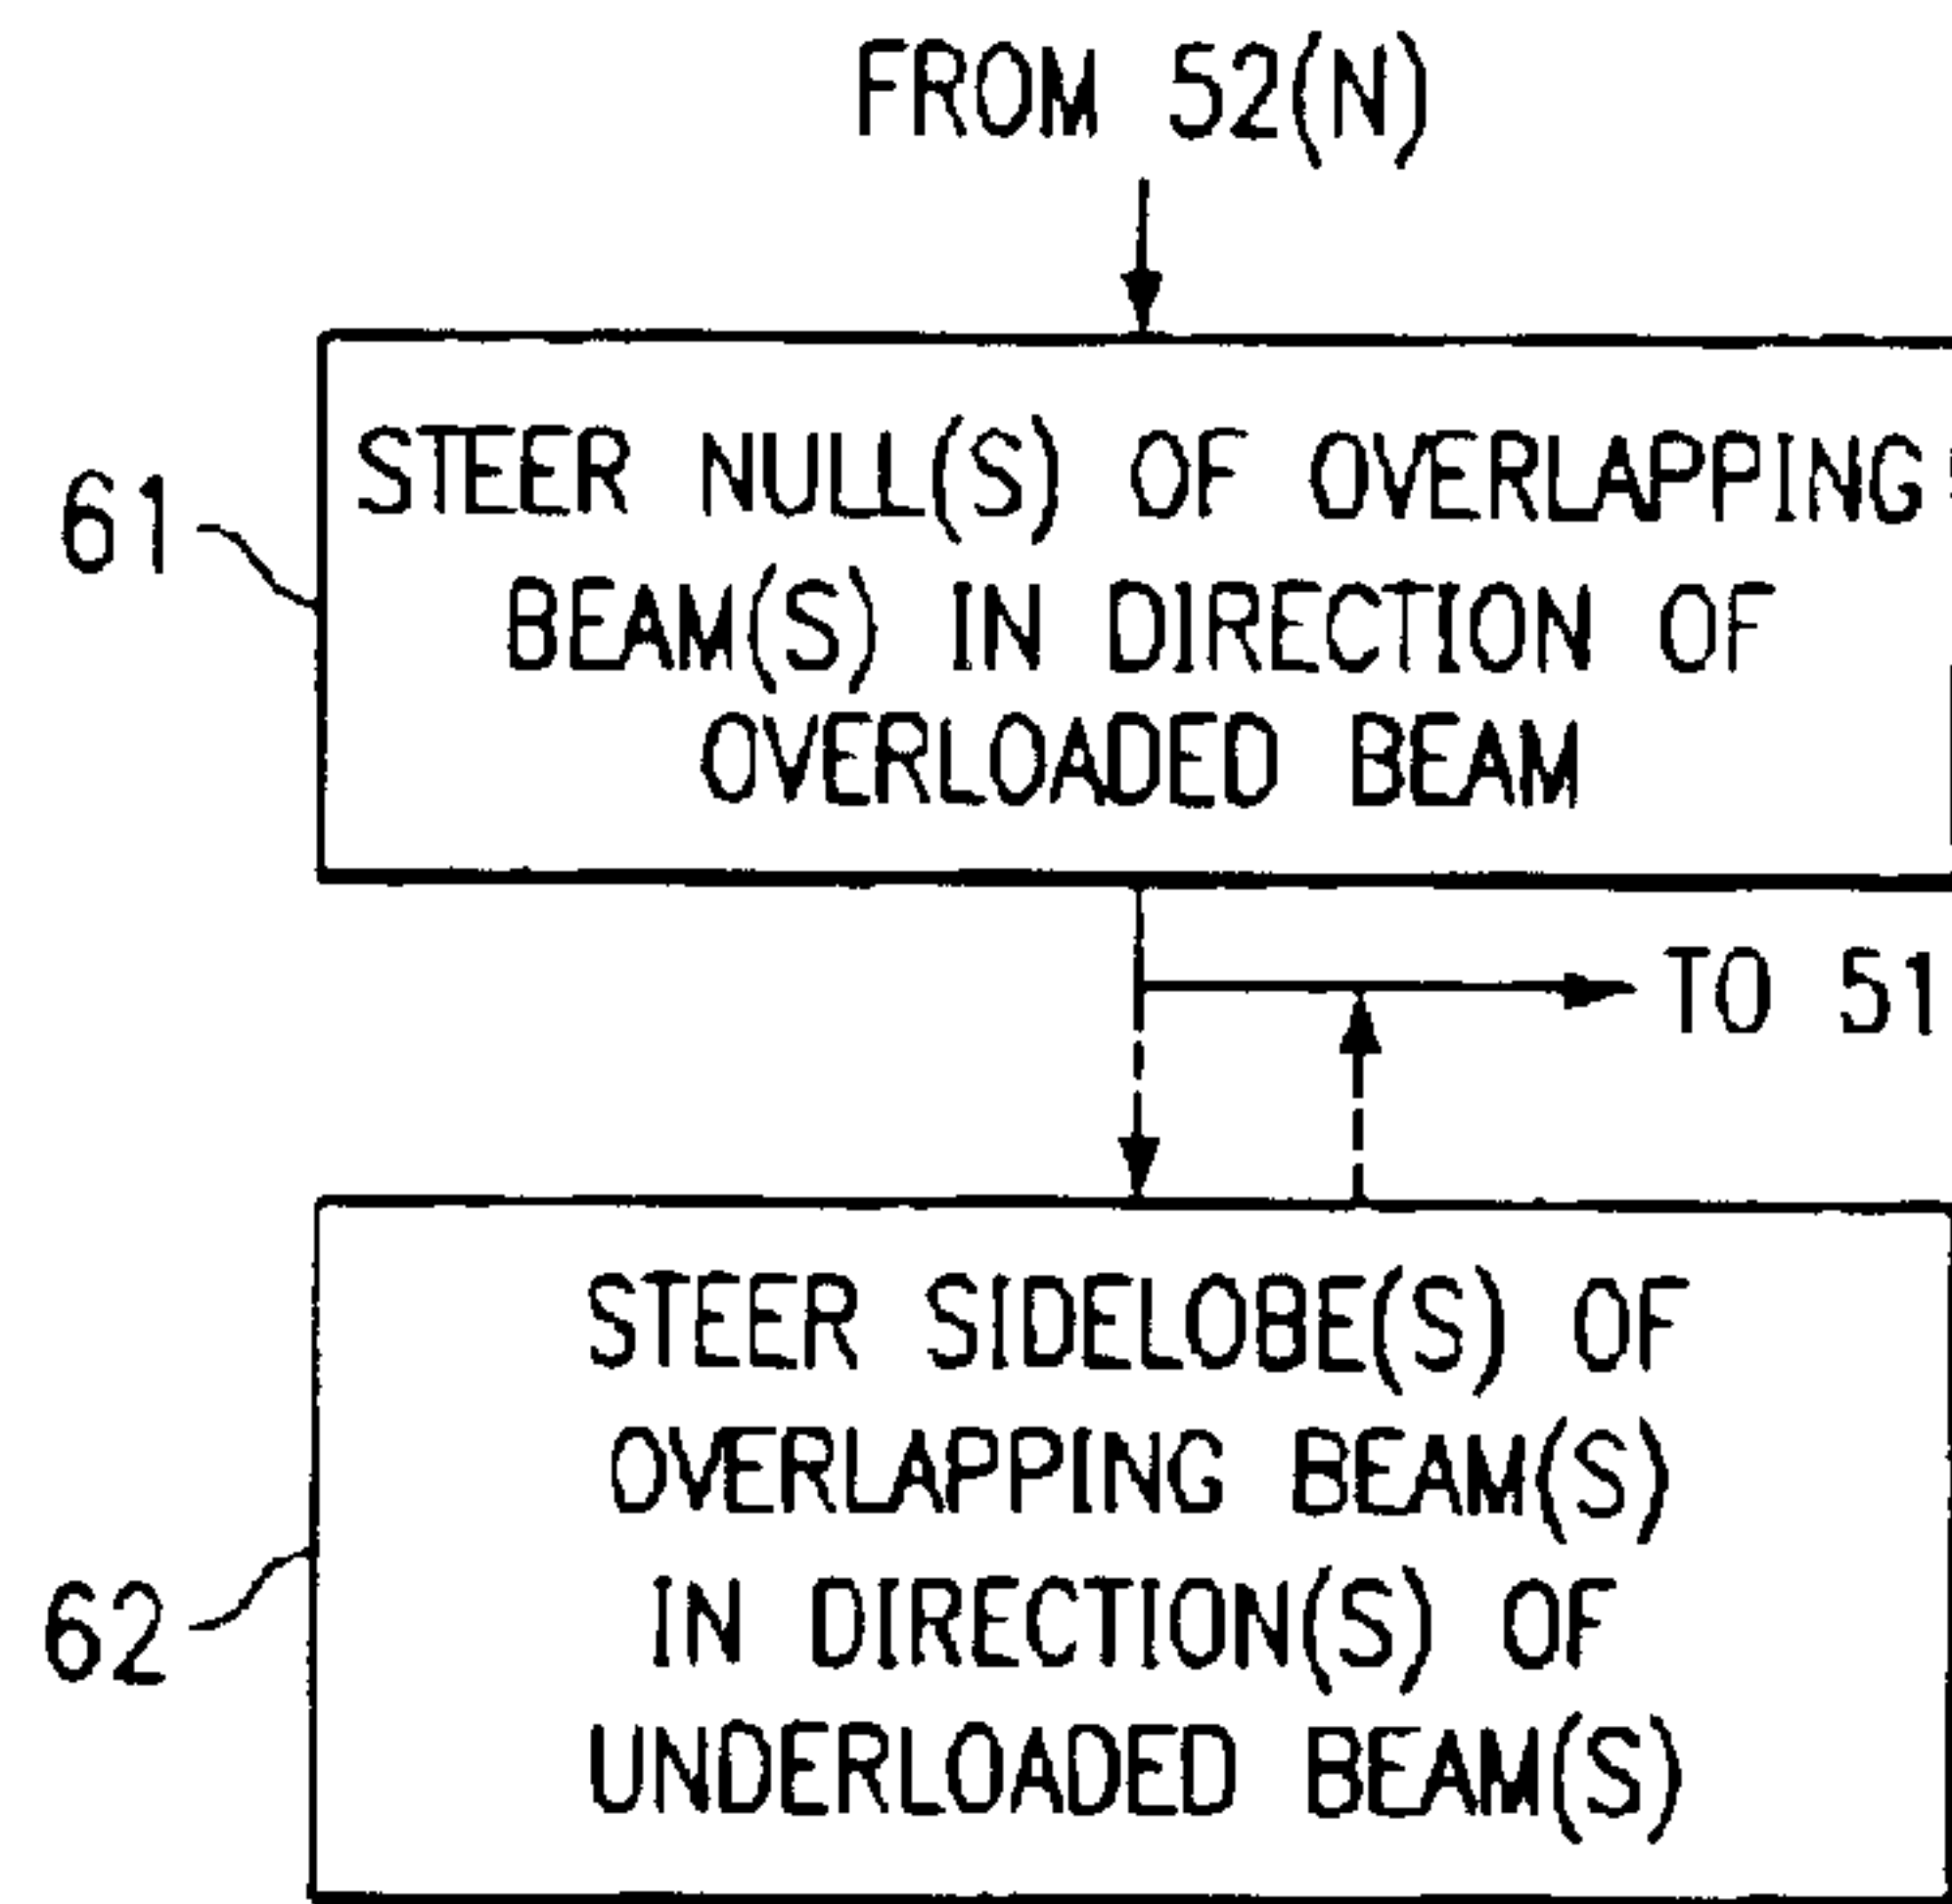 FROM 52(N)
61
STEER NULL(S) OF OVERLAPPING
BEAM(S) IN DIRECTION OF
OVERLOADED BEAM
TO 51
62
STEER SIDELOBE(S) OF
OVERLAPPING BEAM(S)
IN DIRECTION(S) OF
UNDERLOADED BEAM(S)